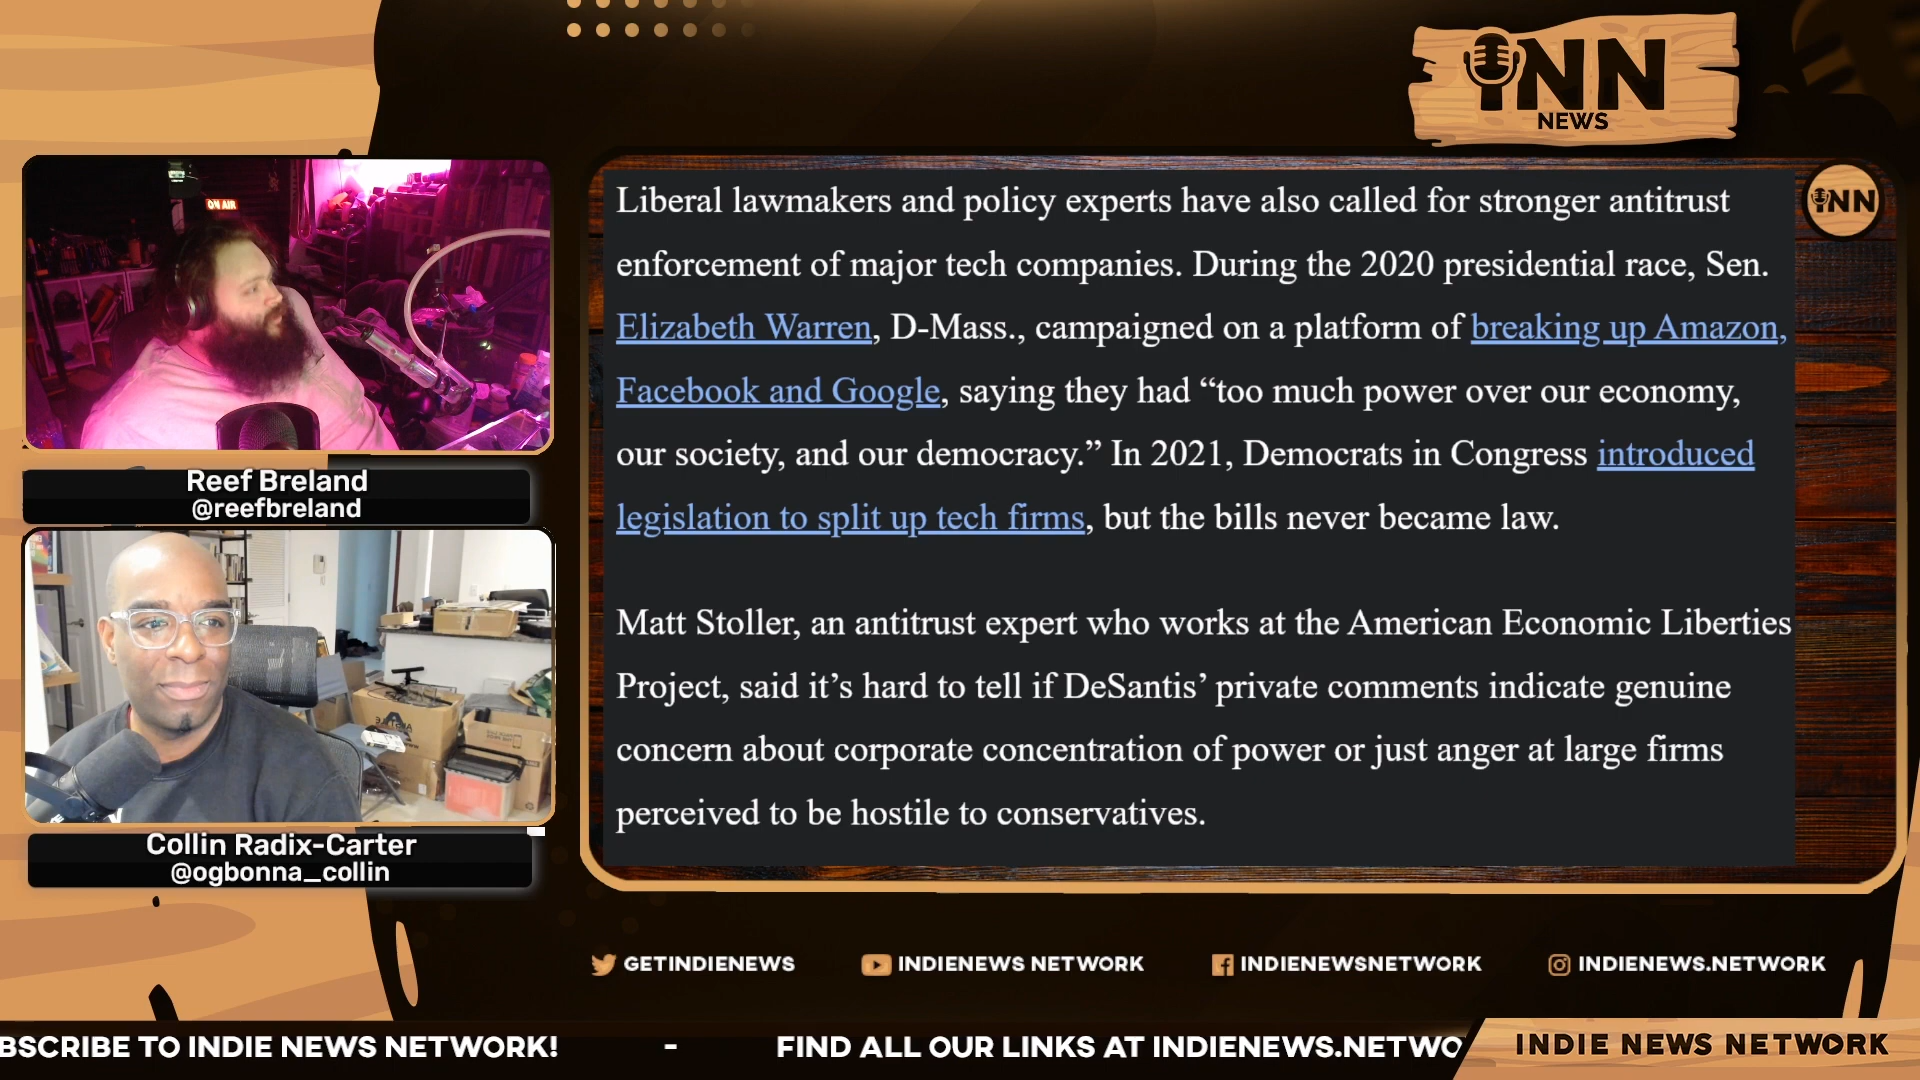 iNN
NEWS
ON AIR
Reef Breland
@reefbreland
Collin Radix-Carter
@ogbonna_collin
iNN
Liberal lawmakers and policy experts have also called for stronger antitrust
enforcement of major tech companies. During the 2020 presidential race, Sen.
Elizabeth Warren, D-Mass., campaigned on a platform of breaking up Amazon,
Facebook and Google, saying they had “too much power over our economy,
our society, and our democracy.” In 2021, Democrats in Congress introduced
legislation to split up tech firms, but the bills never became law.
Matt Stoller, an antitrust expert who works at the American Economic Liberties
Project, said it’s hard to tell if DeSantis’ private comments indicate genuine
concern about corporate concentration of power or just anger at large firms
perceived to be hostile to conservatives.
GETINDIENEWS
INDIENEWS NETWORK
INDIENEWSNETWORK
INDIENEWS.NETWORK
BSCRIBE TO INDIE NEWS NETWORK! - FIND ALL OUR LINKS AT INDIENEWS.NETWO
INDIE NEWS NETWORK